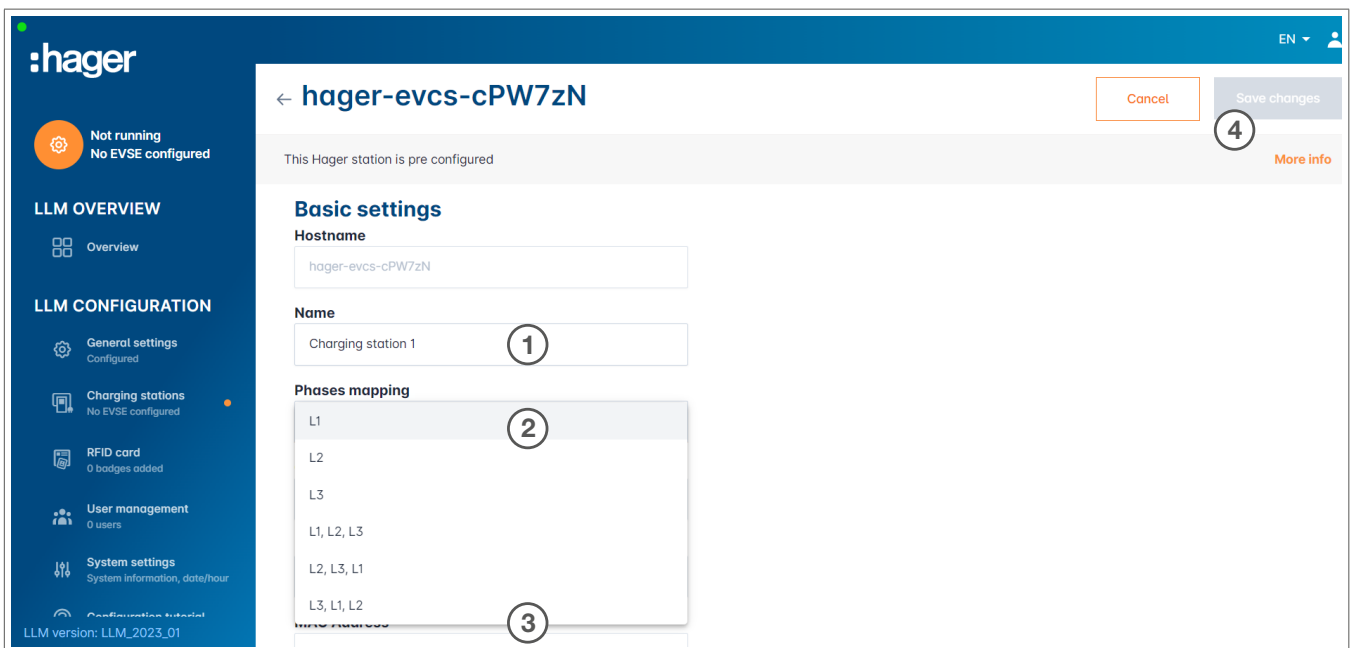 :hager
EN
Not running
No EVSE configured
LLM OVERVIEW
Overview
LLM CONFIGURATION
General settings
Configured
Charging stations
No EVSE configured
RFID card
0 badges added
User management
0 users
System settings
System information, date/hour
Configuration tutorial
LLM version: LLM_2023_01
← hager-evcs-cPW7zN
Cancel
Save changes
4
This Hager station is pre configured
More info
Basic settings
Hostname
hager-evcs-cPW7zN
Name
Charging station 1
1
Phases mapping
L1
2
L2
L3
L1, L2, L3
L2, L3, L1
L3, L1, L2
MAC Address
3